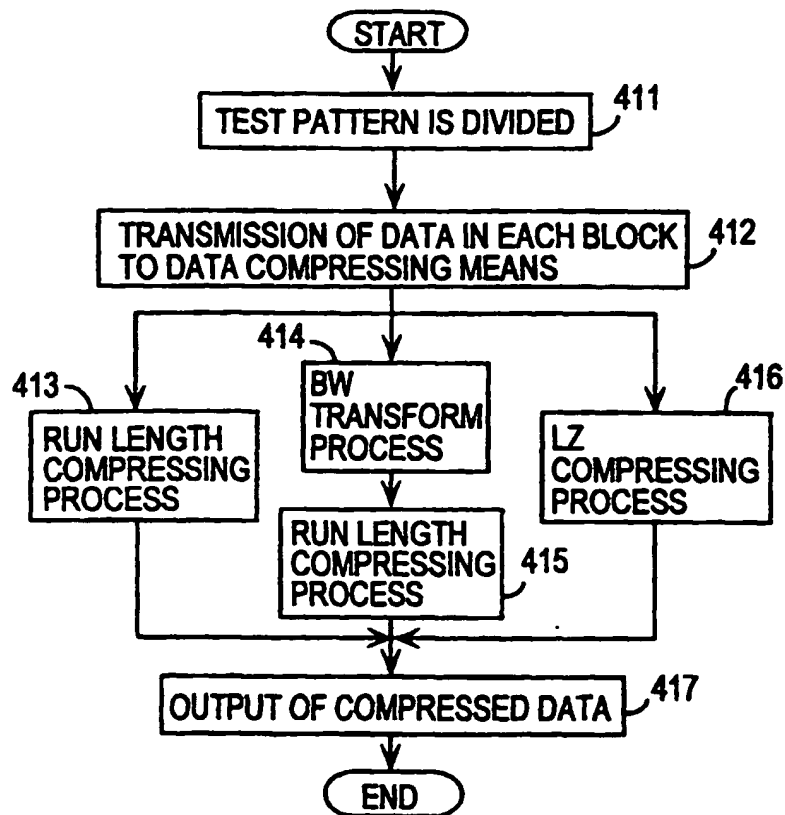 START
411
TEST PATTERN IS DIVIDED
TRANSMISSION OF DATA IN EACH BLOCK
TO DATA COMPRESSING MEANS
412
413
RUN LENGTH
COMPRESSING
PROCESS
414
BW
TRANSFORM
PROCESS
416
LZ
COMPRESSING
PROCESS
RUN LENGTH
COMPRESSING
PROCESS
415
OUTPUT OF COMPRESSED DATA
417
END